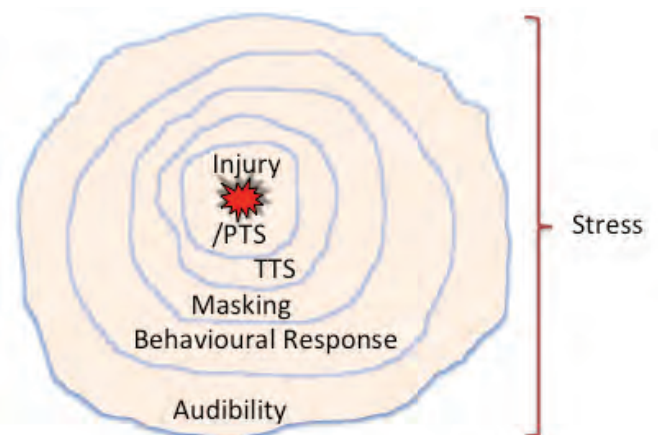 Injury
/PTS
TTS
Masking
Behavioural Response
Audibility
Stress